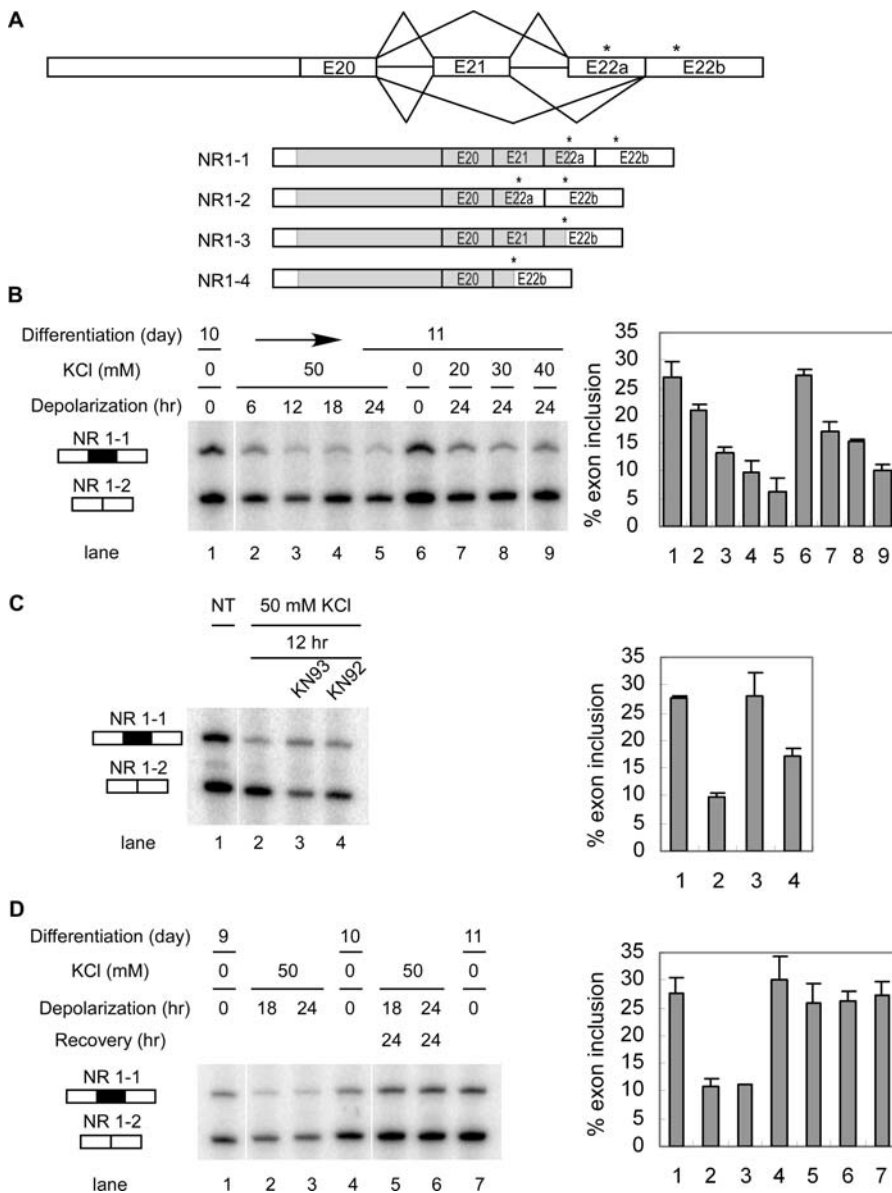 A
* *
E20 E21 E22a E22b
* *
NR1-1 E20 E21 E22a E22b
* *
NR1-2 E20 E22a E22b
*
NR1-3 E20 E21 E22b
*
NR1-4 E20 E22b
B
Differentiation (day) 10 11
KCl (mM) 0 50 0 20 30 40
Depolarization (hr) 0 6 12 18 24 0 24 24 24
NR 1-1
NR 1-2
lane 1 2 3 4 5 6 7 8 9
% exon inclusion
35
30
25
20
15
10
5
0
1 2 3 4 5 6 7 8 9
C
NT 50 mM KCl
12 hr
KN93 KN92
NR 1-1
NR 1-2
lane 1 2 3 4
% exon inclusion
35
30
25
20
15
10
5
0
1 2 3 4
D
Differentiation (day) 9 10 11
KCl (mM) 0 50 0 50 0
Depolarization (hr) 0 18 24 0 18 24 0
Recovery (hr) 24 24
NR 1-1
NR 1-2
lane 1 2 3 4 5 6 7
% exon inclusion
35
30
25
20
15
10
5
0
1 2 3 4 5 6 7